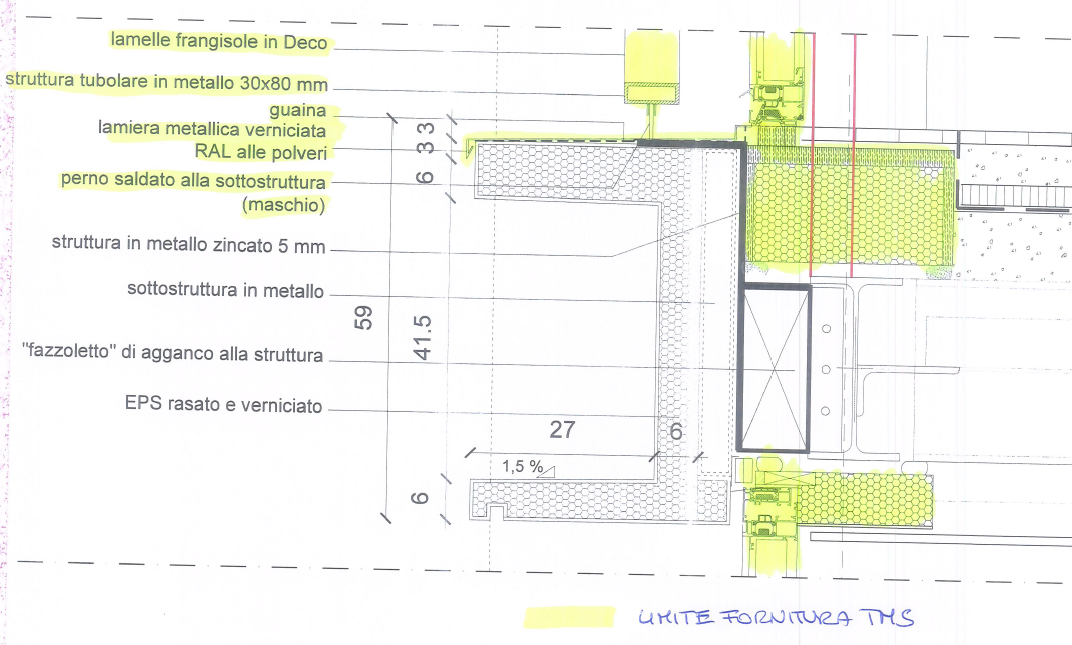 lamelle frangisole in Deco
struttura tubolare in metallo 30x80 mm
guaina
lamiera metallica verniciata
RAL alle polveri
perno saldato alla sottostruttura
(maschio)
struttura in metallo zincato 5 mm
sottostruttura in metallo
"fazzoletto" di agganco alla struttura
EPS rasato e verniciato
3
3
6
59
41.5
27
6
1,5 %
6
LIMITE FORNITURA TMS